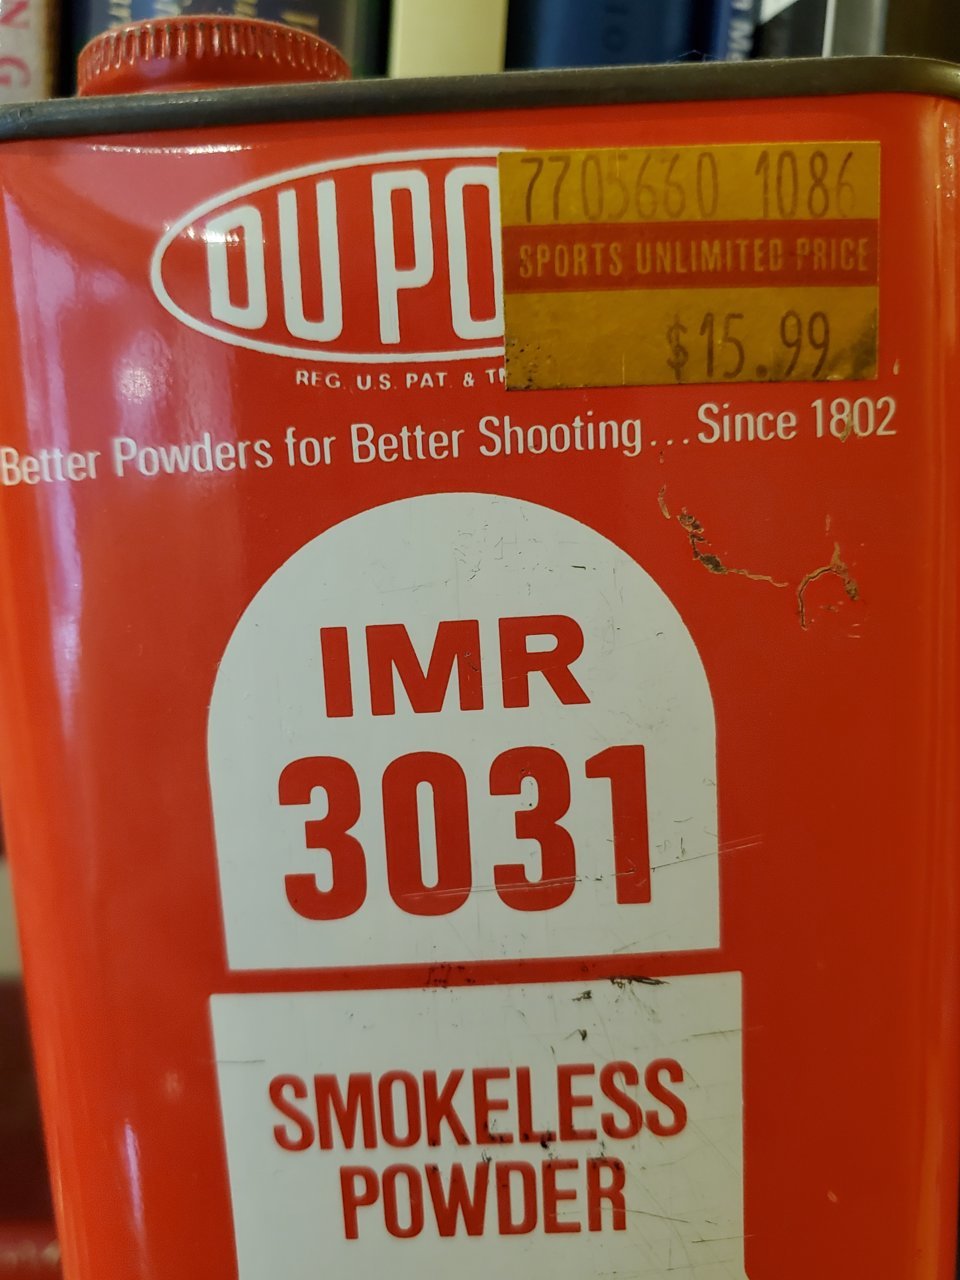 DU PO
7705660 1086
SPORTS UNLIMITED PRICE
$15.99
REG. U.S. PAT. & TM
Better Powders for Better Shooting...Since 1802
IMR
3031
SMOKELESS
POWDER